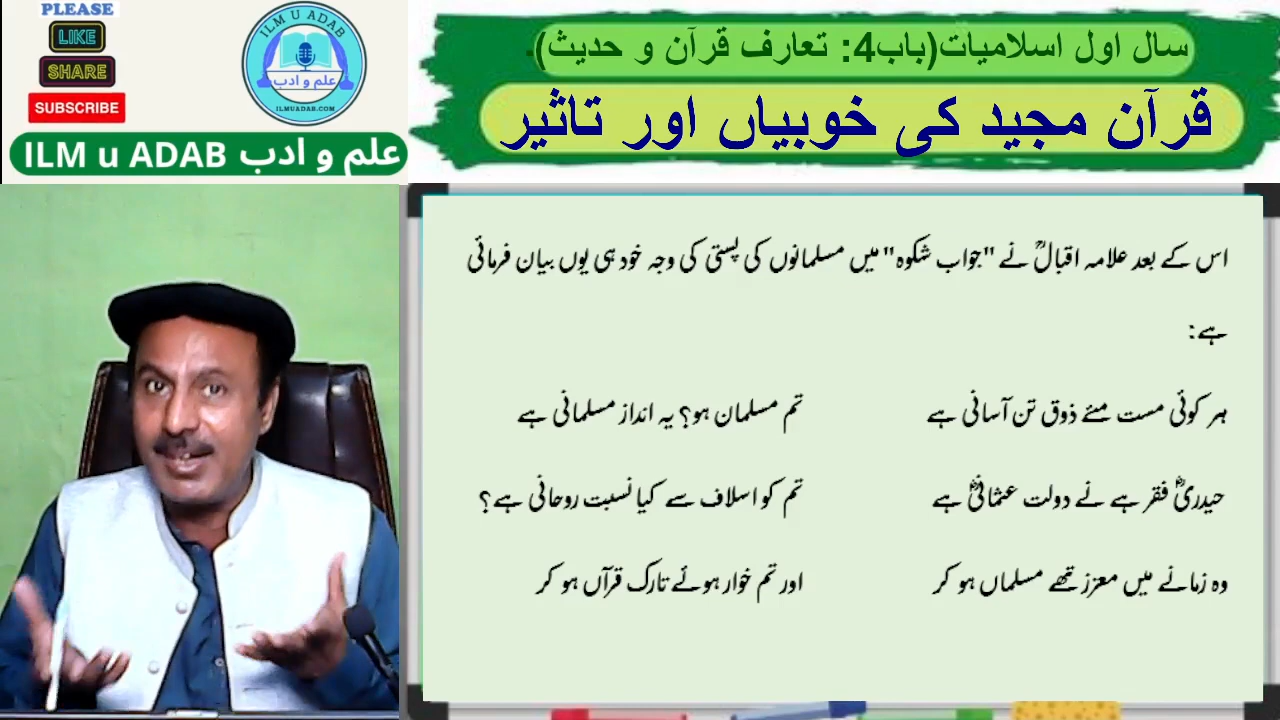 PLEASE
LIKE
SHARE
SUBSCRIBE
ILM U ADAB
علم و ادب
ILMUADAB.COM
ILM u ADAB علم و ادب
سال اول اسلامیات(باب4: تعارف قرآن و حدیث)۔
قرآن مجید کی خوبیاں اور تاثیر
اس کے بعد علامہ اقبالؒ نے "جواب شکوہ" میں مسلمانوں کی پستی کی وجہ خود ہی یوں بیان فرمائی
ہے:
ہر کوئی مست مئے ذوق تن آسانی ہے تم مسلمان ہو؟ یہ انداز مسلمانی ہے
حیدریؓ فقر ہے نے دولت عثمانیؓ ہے تم کو اسلاف سے کیا نسبت روحانی ہے؟
وہ زمانے میں معزز تھے مسلماں ہو کر اور تم خوار ہوئے تارک قرآں ہو کر